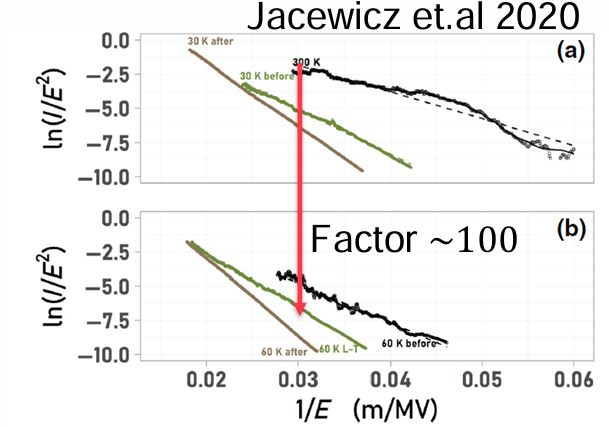 Jacewicz et.al 2020
0.0
−2.5
−5.0
−7.5
−10.0
ln(I/E²)
30 K after
30 K before
300 K
(a)
0.0
−2.5
−5.0
−7.5
−10.0
ln(I/E²)
(b)
Factor ~100
60 K after
60 K L-T
60 K before
0.02 0.03 0.04 0.05 0.06
1/E (m/MV)